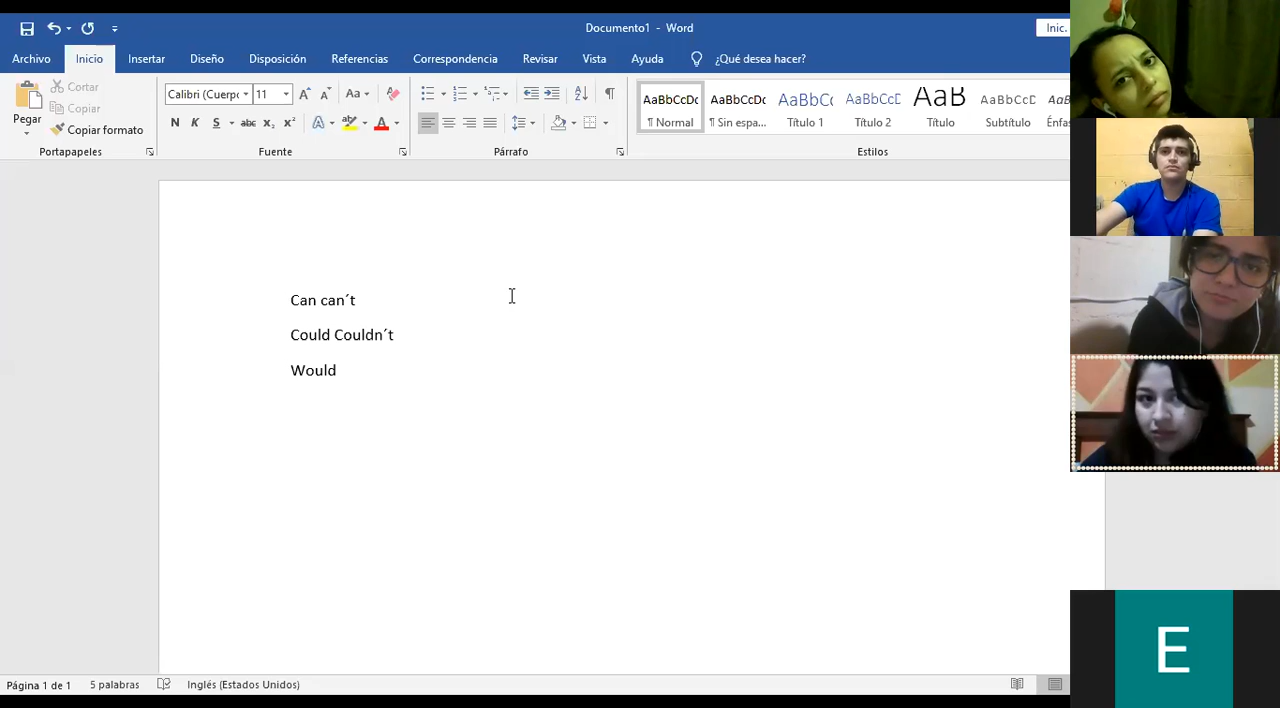 Documento1 - Word
Inic.
Archivo Inicio Insertar Diseño Disposición Referencias Correspondencia Revisar Vista Ayuda ¿Qué desea hacer?
Pegar
Cortar
Copiar
Copiar formato
Portapapeles
Calibri (Cuerpo 11
Aa
N K S abc x₂ x²
A A
Fuente
Párrafo
AaBbCcDc AaBbCcDc AaBbCc AaBbCcD AaB AaBbCcD AaBb
¶ Normal ¶ Sin espa... Título 1 Título 2 Título Subtítulo Énfas
Estilos
Can can´t
Could Couldn´t
Would
E
Página 1 de 1 5 palabras Inglés (Estados Unidos)